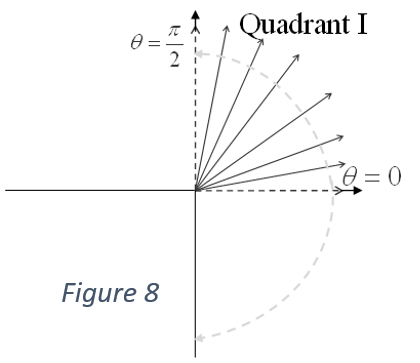 Quadrant I
θ = π/2
θ = 0
Figure 8